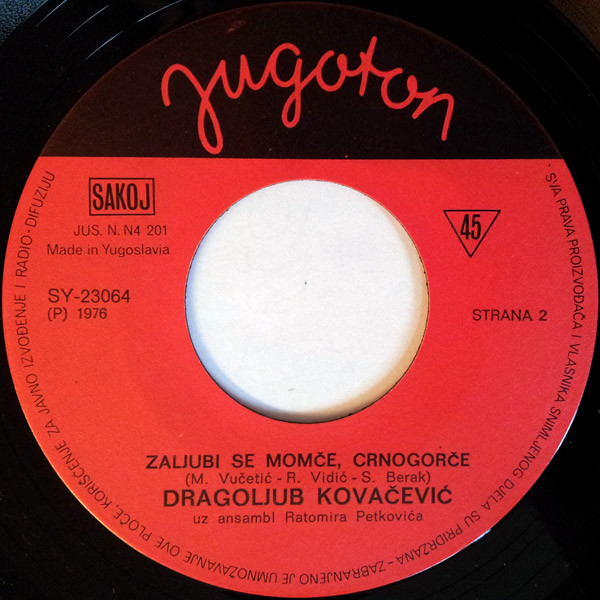 Jugoton
SAKOJ
JUS. N. N4 201
Made in Yugoslavia
45
SY-23064
(P) 1976
STRANA 2
ZALJUBI SE MOMČE, CRNOGORČE
(M. Vučetić - R. Vidič - S. Berak)
DRAGOLJUB KOVAČEVIĆ
uz ansambl Ratomira Petkovića
SVA PRAVA PROIZVOĐAČA I VLASNIKA SNIMLJENOG DJELA SU PRIDRŽANA - ZABRANJENO JE UMNOŽAVANJE OVE PLOČE, KORIŠĆENJE ZA JAVNO IZVOĐENJE I RADIO-DIFUZIJU